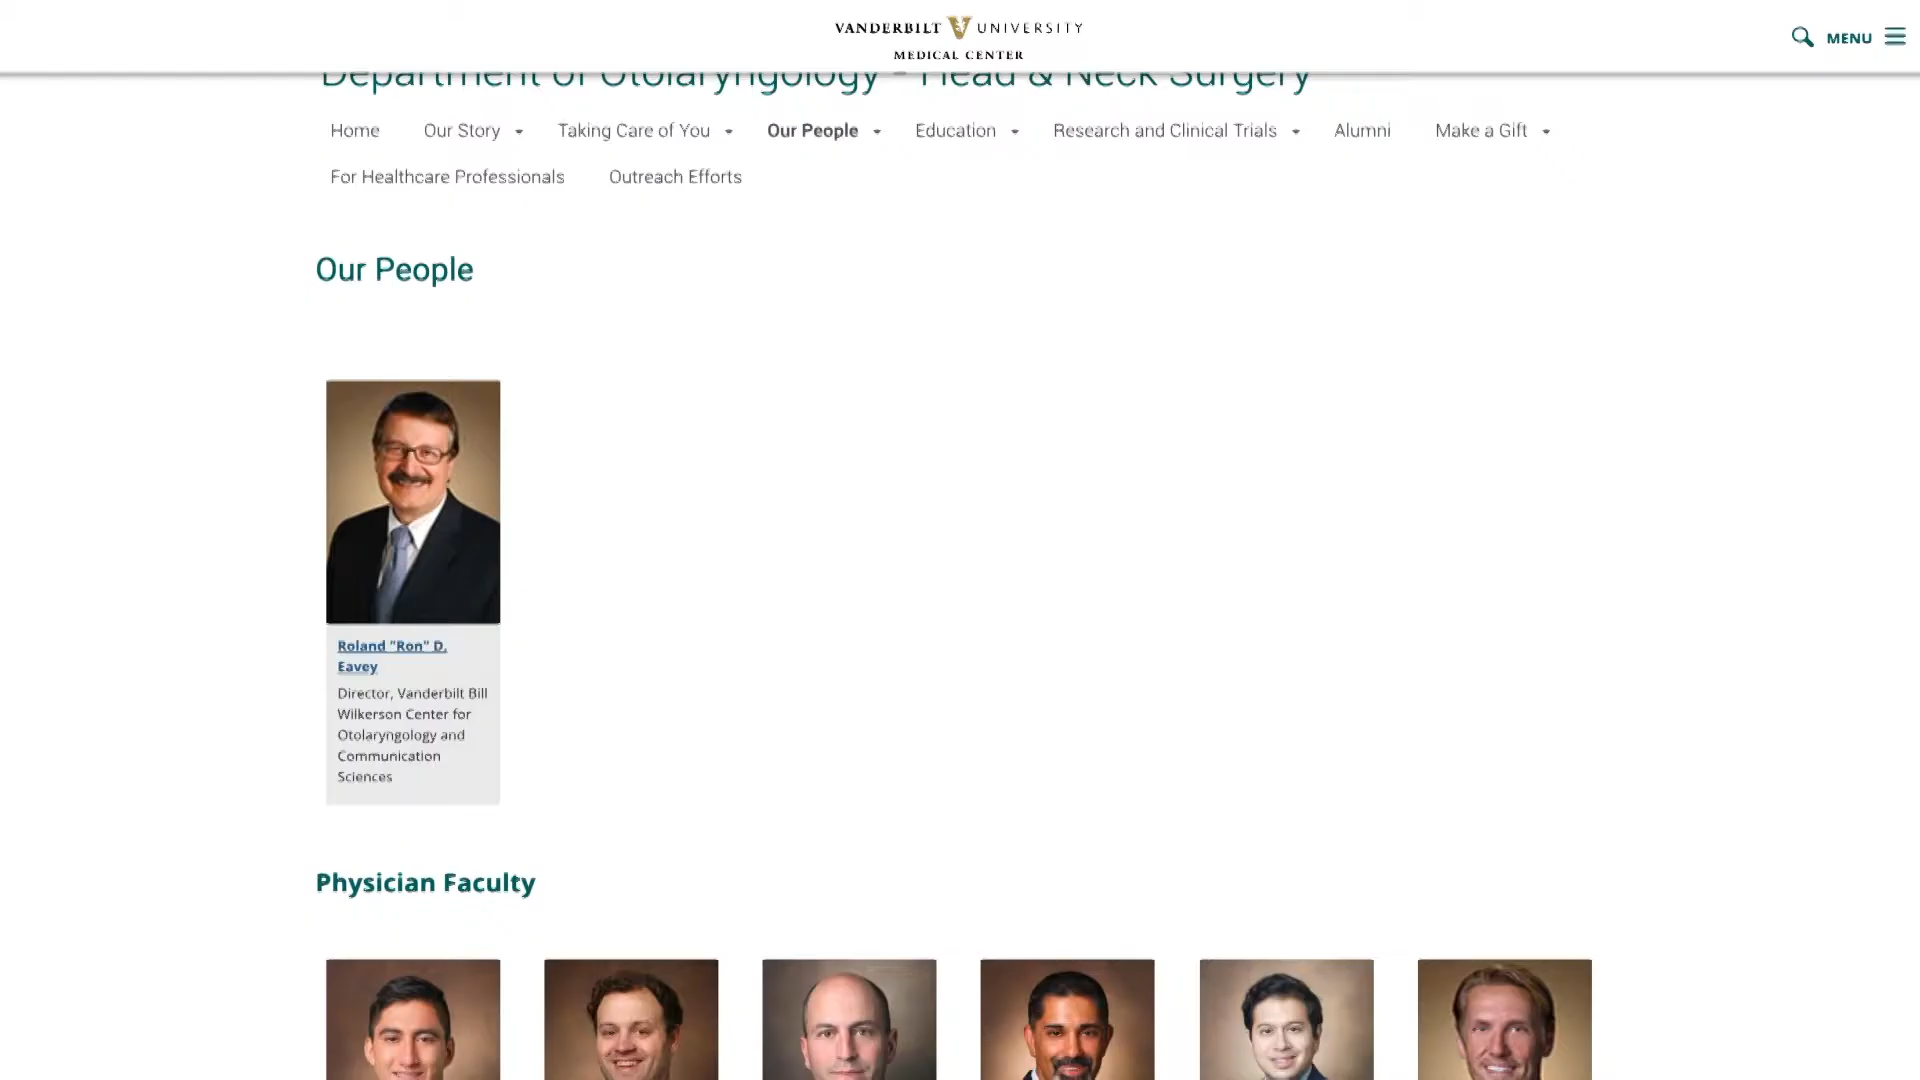 VANDERBILT V UNIVERSITY
MEDICAL CENTER
MENU
Department of Otolaryngology - Head & Neck Surgery
Home Our Story Taking Care of You Our People Education Research and Clinical Trials Alumni Make a Gift
For Healthcare Professionals Outreach Efforts
Our People
Roland "Ron" D.
Eavey
Director, Vanderbilt Bill
Wilkerson Center for
Otolaryngology and
Communication
Sciences
Physician Faculty